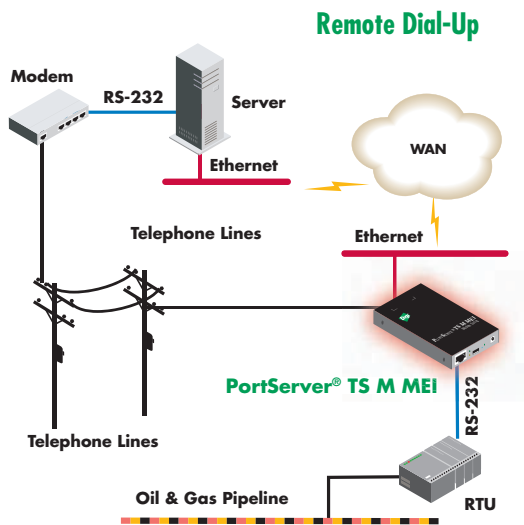 Remote Dial-Up
Modem
RS-232
Server
Ethernet
WAN
Telephone Lines
Ethernet
PortServer® TS M MEi
RS-232
Telephone Lines
Oil & Gas Pipeline
RTU